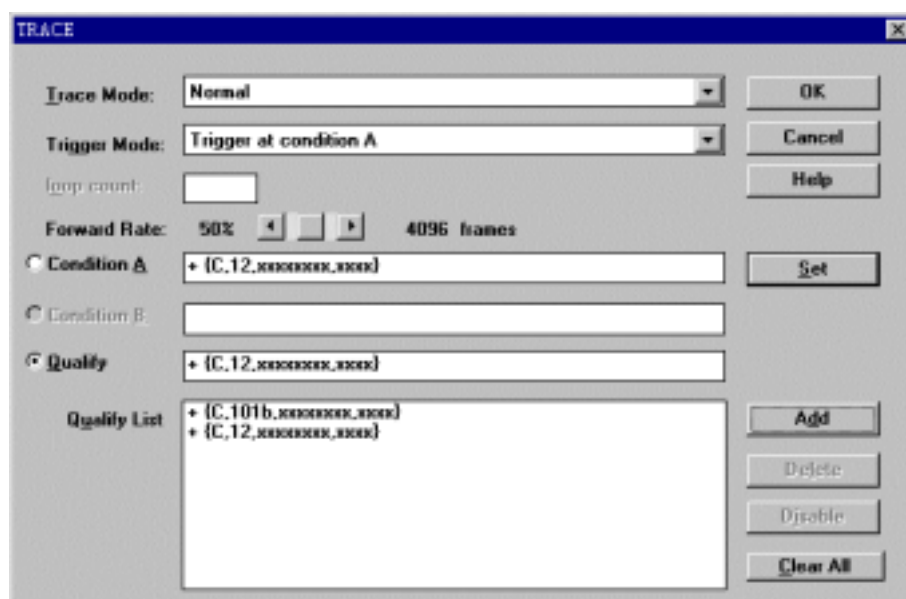 TRACE
Trace Mode: Normal OK
Trigger Mode: Trigger at condition A Cancel
loop count: Help
Forward Rate: 50% 4096 frames
Condition A + {C,12,xxxxxxxx,xxxx} Set
Condition B
Qualify + {C,12,xxxxxxxx,xxxx}
Qualify List + {C,101b,xxxxxxxx,xxxx} Add
+ {C,12,xxxxxxxx,xxxx}
Delete
Disable
Clear All